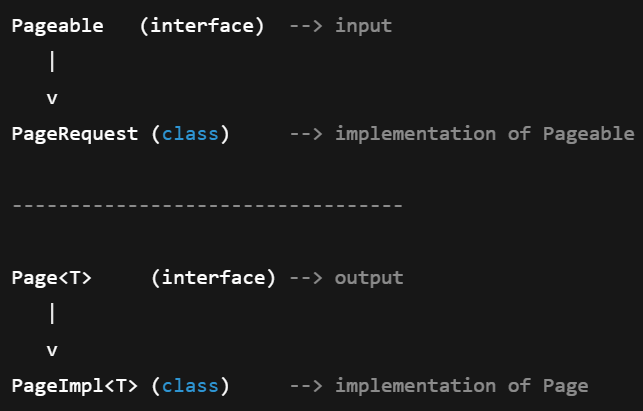 Pageable   (interface)  --> input
   |
   v
PageRequest (class)     --> implementation of Pageable
----------------------------------
Page<T>     (interface) --> output
   |
   v
PageImpl<T> (class)     --> implementation of Page